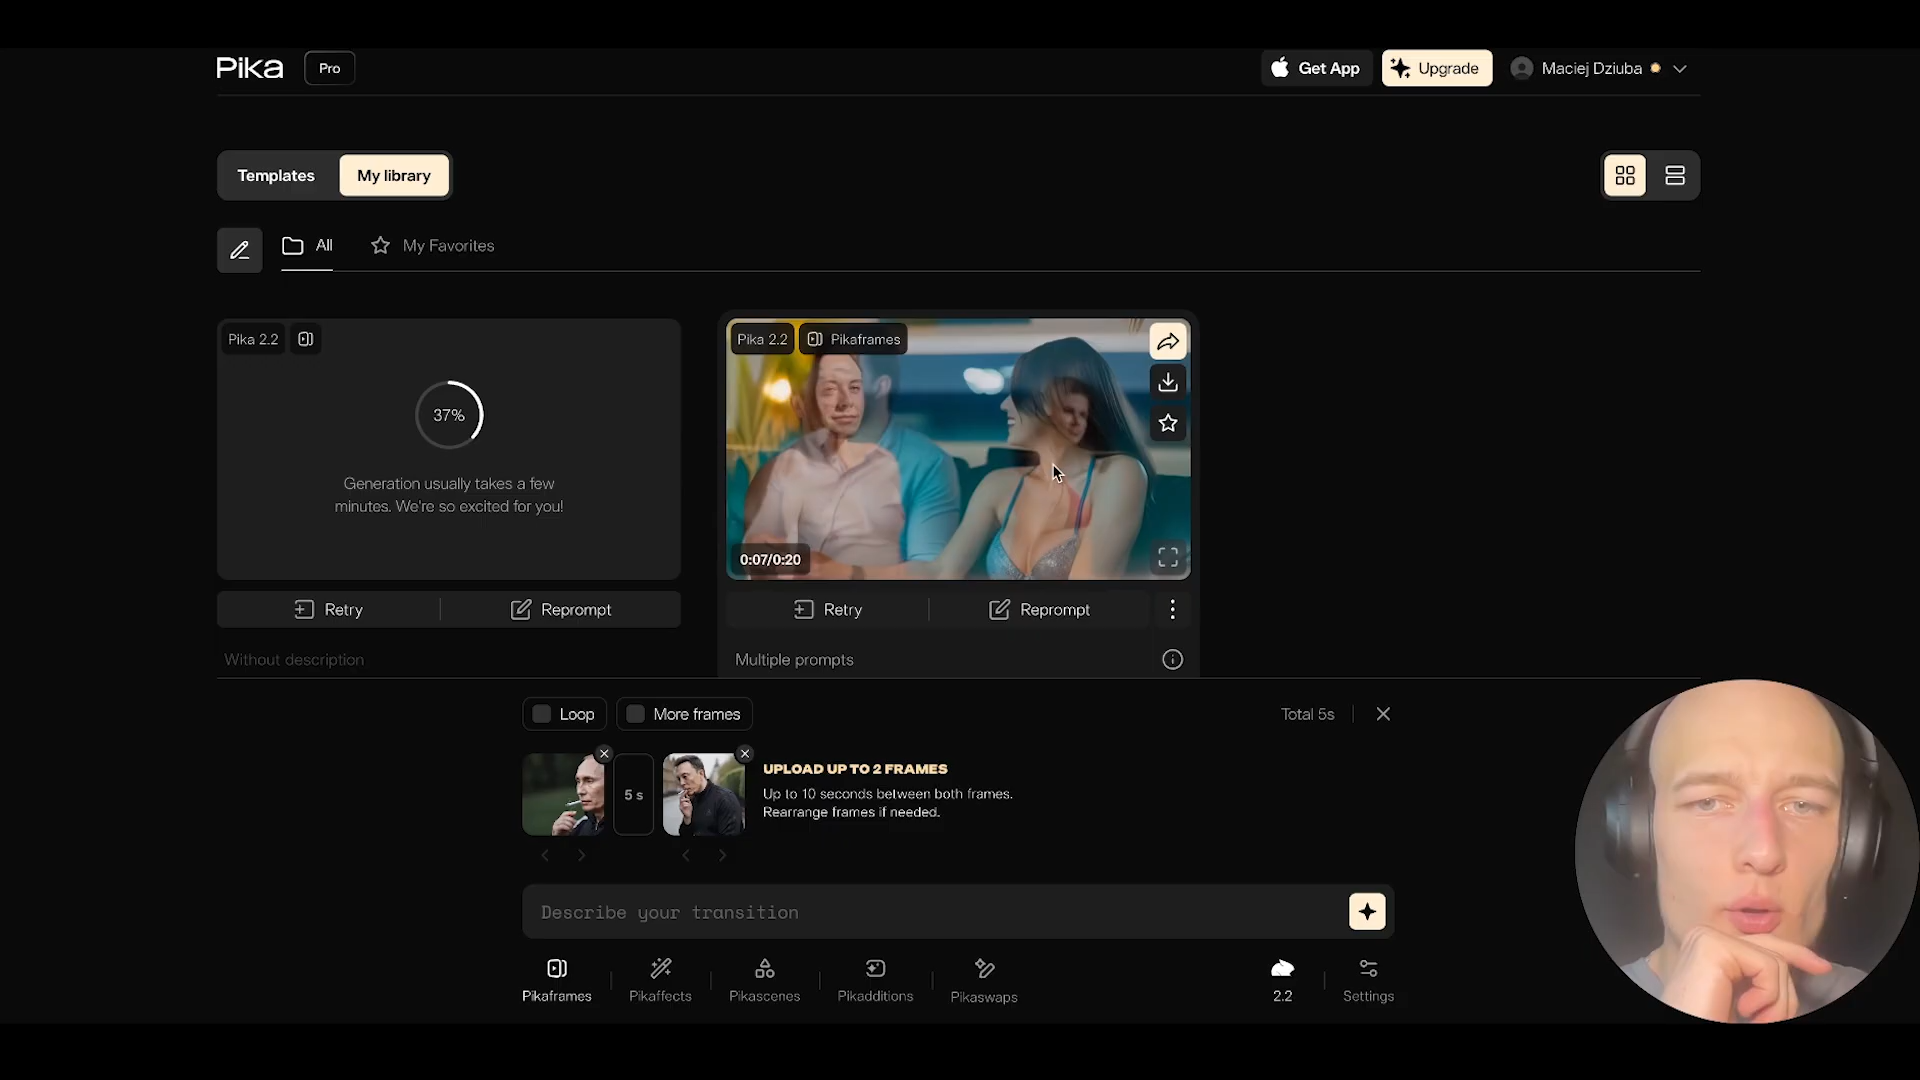 Pika
Pro
Get App
Upgrade
Maciej Dziuba
Templates
My library
All
My Favorites
Pika 2.2
37%
Generation usually takes a few
minutes. We're so excited for you!
Retry
Reprompt
Without description
Pika 2.2
Pikaframes
0:07/0:20
Retry
Reprompt
Multiple prompts
Loop
More frames
Total 5s
5 s
UPLOAD UP TO 2 FRAMES
Up to 10 seconds between both frames.
Rearrange frames if needed.
Describe your transition
Pikaframes
Pikaffects
Pikascenes
Pikadditions
Pikaswaps
2.2
Settings